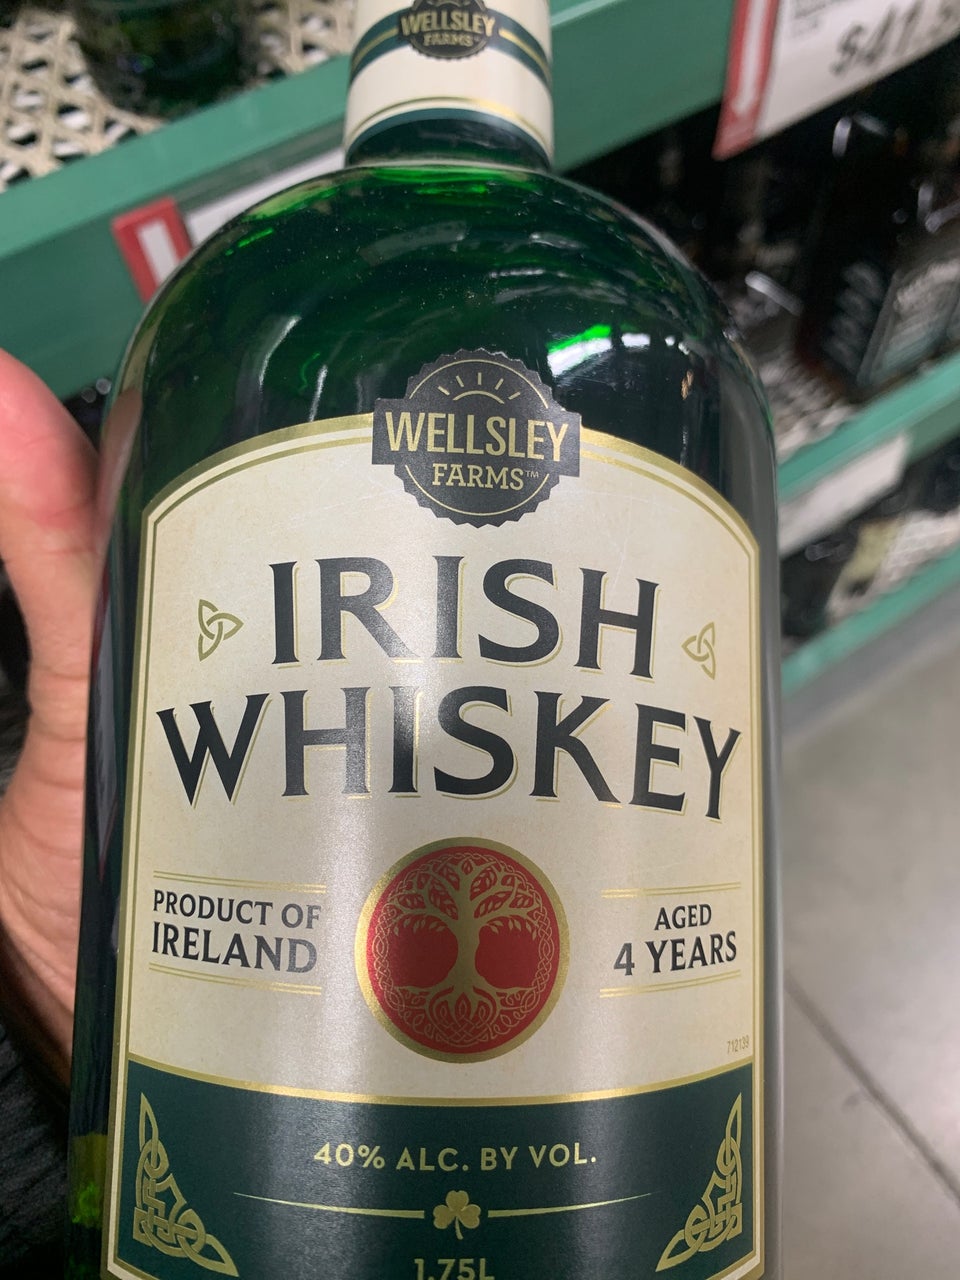 WELLSLEY
FARMS
WELLSLEY
FARMS™
IRISH
WHISKEY
PRODUCT OF
IRELAND
AGED
4 YEARS
712139
40% ALC. BY VOL.
1.75L